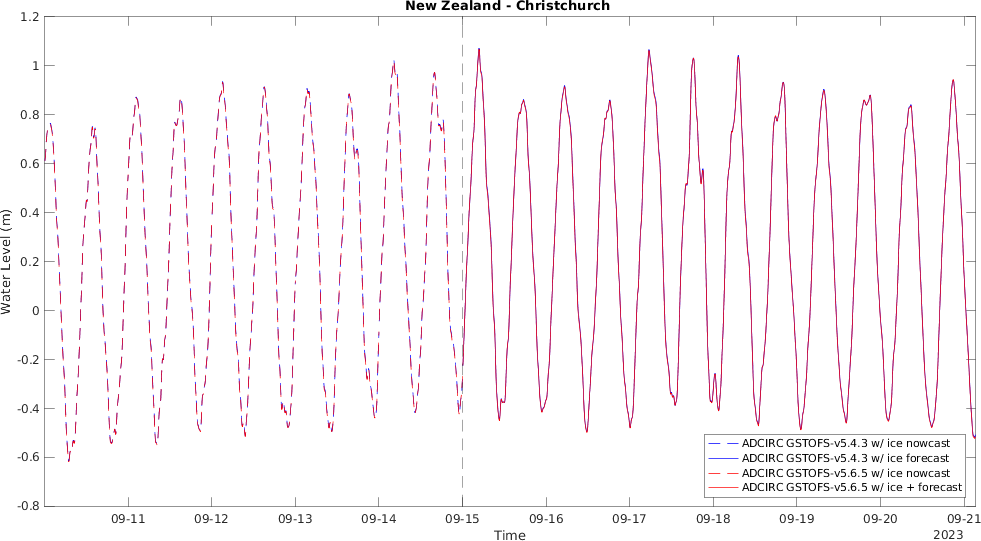 New Zealand - Christchurch
1.2
1
0.8
0.6
0.4
0.2
0
-0.2
-0.4
-0.6
-0.8
Water Level (m)
ADCIRC GSTOFS-v5.4.3 w/ ice nowcast
ADCIRC GSTOFS-v5.4.3 w/ ice forecast
ADCIRC GSTOFS-v5.6.5 w/ ice nowcast
ADCIRC GSTOFS-v5.6.5 w/ ice + forecast
09-11 09-12 09-13 09-14 09-15 09-16 09-17 09-18 09-19 09-20 09-21
Time
2023